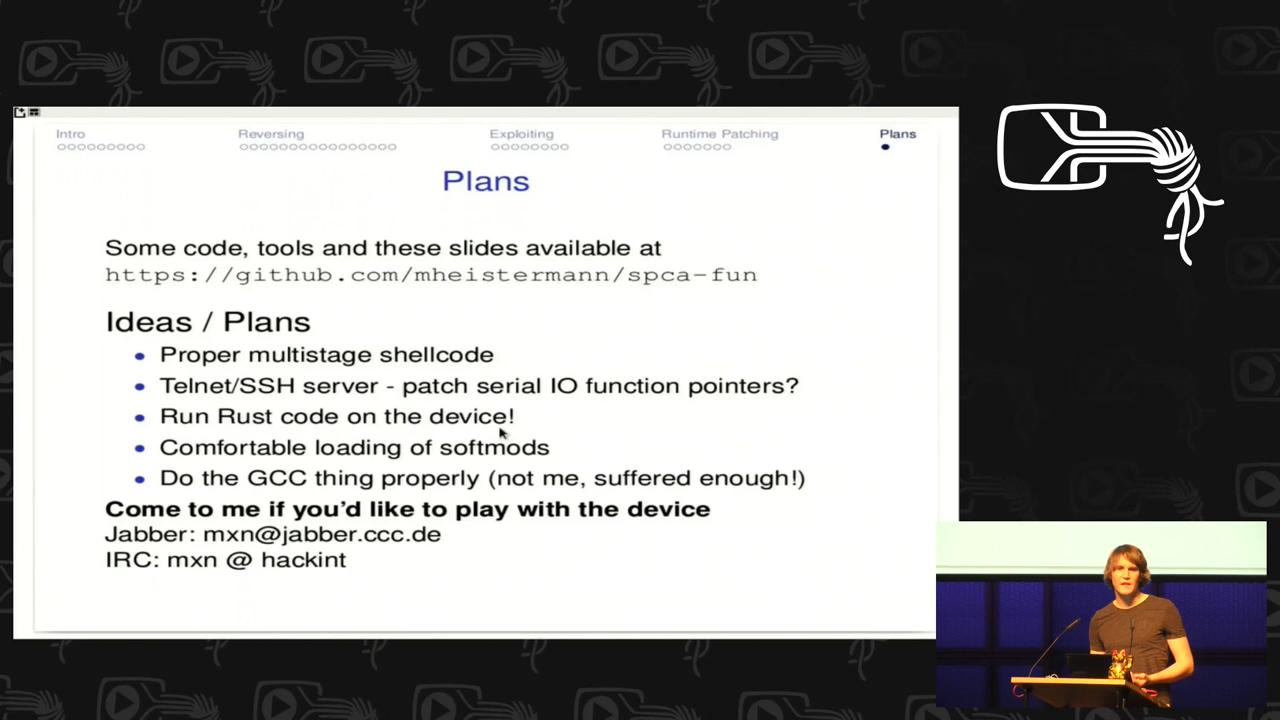 Intro Reversing Exploiting Runtime Patching Plans
Plans
Some code, tools and these slides available at
https://github.com/mheistermann/spca-fun
Ideas / Plans
Proper multistage shellcode
Telnet/SSH server - patch serial IO function pointers?
Run Rust code on the device!
Comfortable loading of softmods
Do the GCC thing properly (not me, suffered enough!)
Come to me if you'd like to play with the device
Jabber: mxn@jabber.ccc.de
IRC: mxn @ hackint